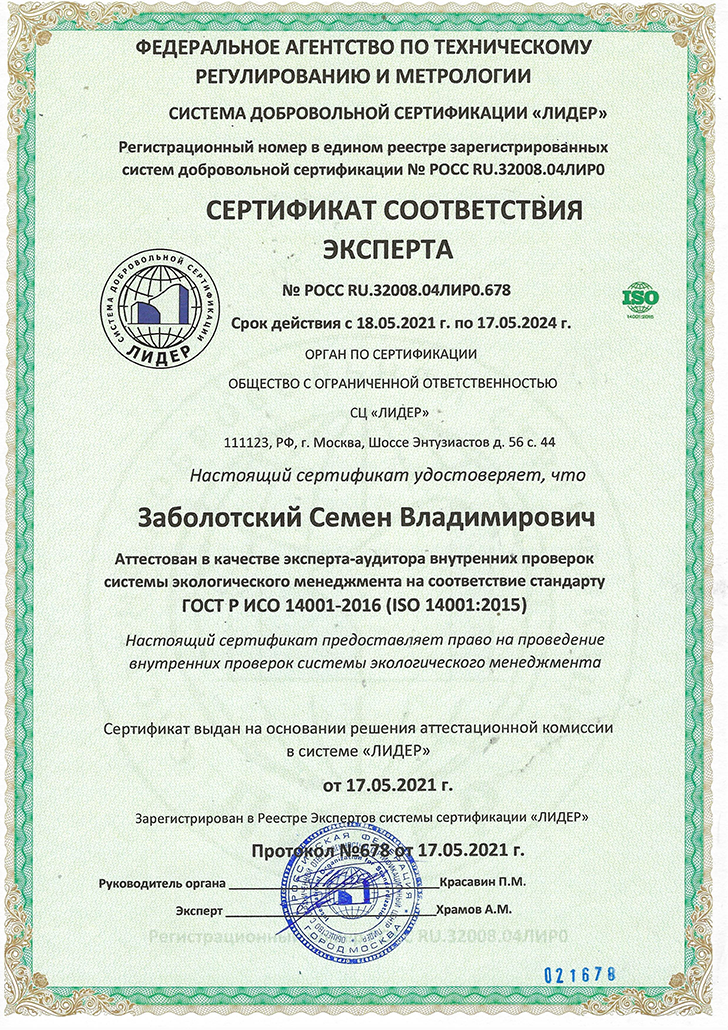 ФЕДЕРАЛЬНОЕ АГЕНТСТВО ПО ТЕХНИЧЕСКОМУ
РЕГУЛИРОВАНИЮ И МЕТРОЛОГИИ
СИСТЕМА ДОБРОВОЛЬНОЙ СЕРТИФИКАЦИИ «ЛИДЕР»
Регистрационный номер в едином реестре зарегистрированных
систем добровольной сертификации № РОСС RU.32008.04ЛИР0
СЕРТИФИКАТ СООТВЕТСТВИЯ
ЭКСПЕРТА
СИСТЕМА ДОБРОВОЛЬНОЙ СЕРТИФИКАЦИИ
ЛИДЕР
№ РОСС RU.32008.04ЛИР0.678
ISO
14001:2015
Срок действия с 18.05.2021 г. по 17.05.2024 г.
ОРГАН ПО СЕРТИФИКАЦИИ
ОБЩЕСТВО С ОГРАНИЧЕННОЙ ОТВЕТСТВЕННОСТЬЮ
СЦ «ЛИДЕР»
111123, РФ, г. Москва, Шоссе Энтузиастов д. 56 с. 44
Настоящий сертификат удостоверяет, что
Заболотский Семен Владимирович
Аттестован в качестве эксперта-аудитора внутренних проверок
системы экологического менеджмента на соответствие стандарту
ГОСТ Р ИСО 14001-2016 (ISO 14001:2015)
Настоящий сертификат предоставляет право на проведение
внутренних проверок системы экологического менеджмента
Сертификат выдан на основании решения аттестационной комиссии
в системе «ЛИДЕР»
от 17.05.2021 г.
Зарегистрирован в Реестре Экспертов системы сертификации «ЛИДЕР»
Протокол №678 от 17.05.2021 г.
Руководитель органа Красавин П.М.
Эксперт Храмов А.М.
РОССИЙСКАЯ ФЕДЕРАЦИЯ
ГОРОД МОСКВА
Регистрационный RU.32008.04ЛИР0
021678